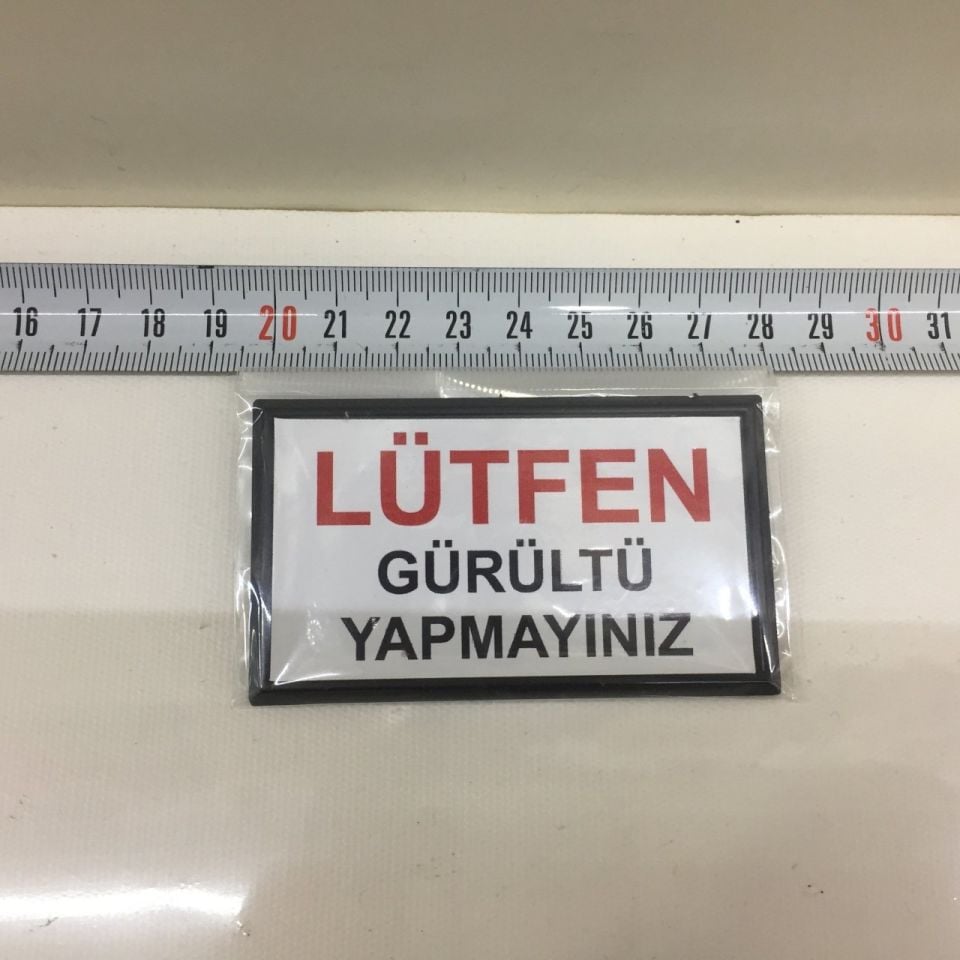 16 17 18 19 20 21 22 23 24 25 26 27 28 29 30 31
LÜTFEN
GÜRÜLTÜ
YAPMAYINIZ